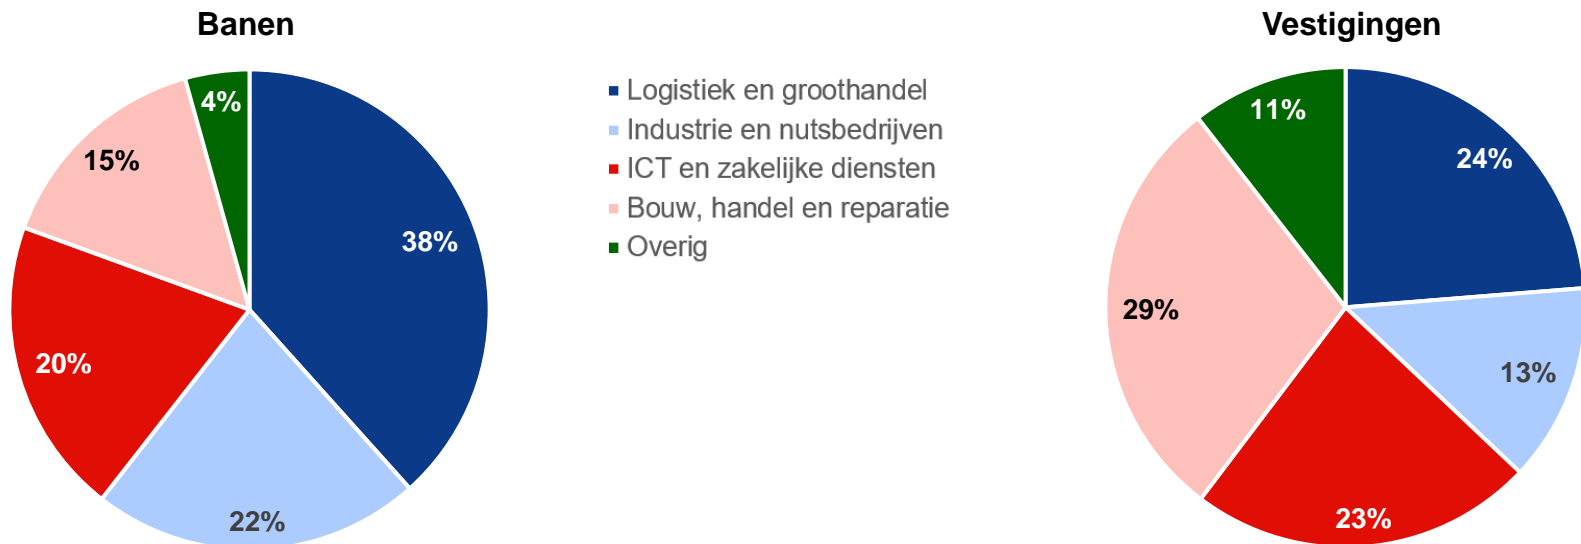 Banen
4%
15%
38%
20%
22%
Logistiek en groothandel
Industrie en nutsbedrijven
ICT en zakelijke diensten
Bouw, handel en reparatie
Overig
Vestigingen
11%
24%
29%
13%
23%